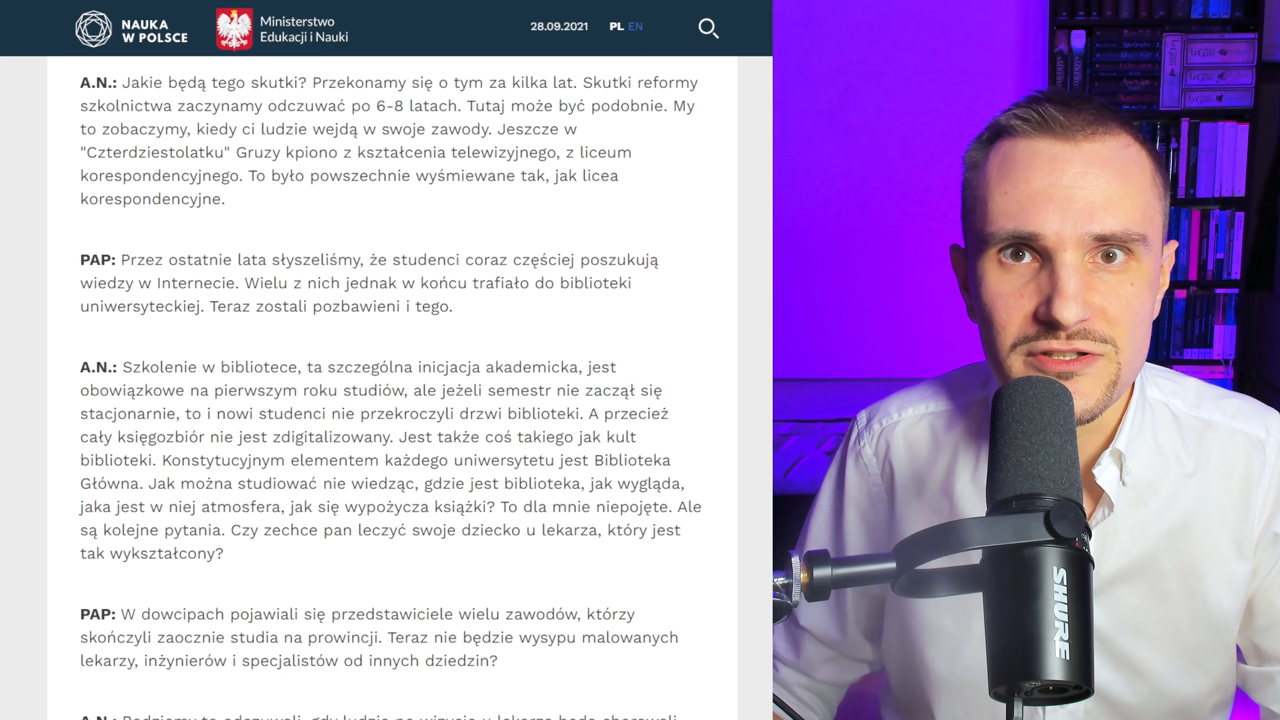 NAUKA
W POLSCE
Ministerstwo
Edukacji i Nauki
28.09.2021
PL EN
A.N.: Jakie będą tego skutki? Przekonamy się o tym za kilka lat. Skutki reformy
szkolnictwa zaczynamy odczuwać po 6-8 latach. Tutaj może być podobnie. My
to zobaczymy, kiedy ci ludzie wejdą w swoje zawody. Jeszcze w
"Czterdziestolatku" Gruzy kpiono z kształcenia telewizyjnego, z liceum
korespondencyjnego. To było powszechnie wyśmiewane tak, jak licea
korespondencyjne.
PAP: Przez ostatnie lata słyszeliśmy, że studenci coraz częściej poszukują
wiedzy w Internecie. Wielu z nich jednak w końcu trafiało do biblioteki
uniwersyteckiej. Teraz zostali pozbawieni i tego.
A.N.: Szkolenie w bibliotece, ta szczególna inicjacja akademicka, jest
obowiązkowe na pierwszym roku studiów, ale jeżeli semestr nie zaczął się
stacjonarnie, to i nowi studenci nie przekroczyli drzwi biblioteki. A przecież
cały księgozbiór nie jest zdigitalizowany. Jest także coś takiego jak kult
biblioteki. Konstytucyjnym elementem każdego uniwersytetu jest Biblioteka
Główna. Jak można studiować nie wiedząc, gdzie jest biblioteka, jak wygląda,
jaka jest w niej atmosfera, jak się wypożycza książki? To dla mnie niepojęte. Ale
są kolejne pytania. Czy zechce pan leczyć swoje dziecko u lekarza, który jest
tak wykształcony?
PAP: W dowcipach pojawiali się przedstawiciele wielu zawodów, którzy
skończyli zaocznie studia na prowincji. Teraz nie będzie wysypu malowanych
lekarzy, inżynierów i specjalistów od innych dziedzin?
SHURE